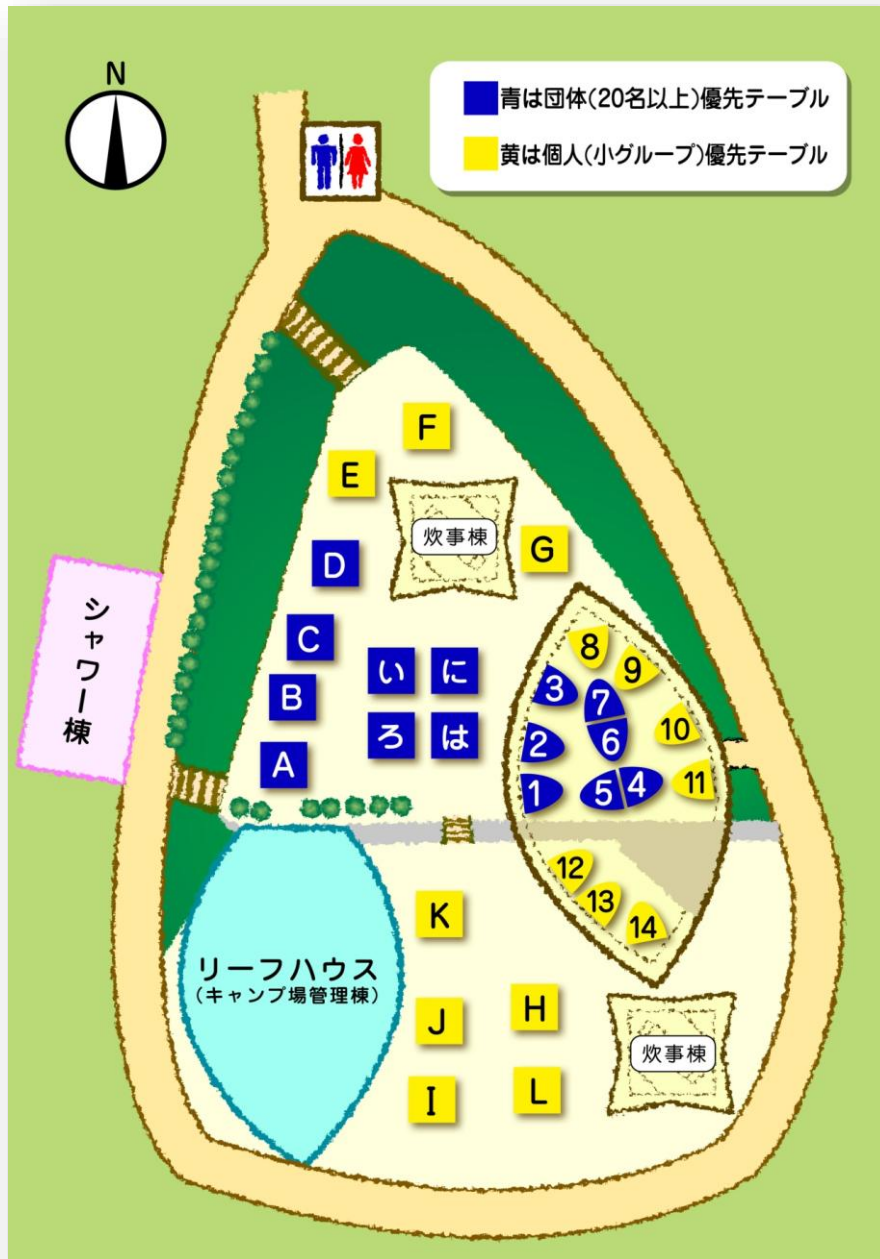 N
青は団体(20名以上)優先テーブル
黄は個人(小グループ)優先テーブル
F
E
炊事棟
G
D
シャワー棟
C
い
に
8
9
B
3
7
10
ろ
は
2
6
A
1
5
4
11
12
13
14
K
リーフハウス
(キャンプ場管理棟)
J
H
炊事棟
I
L